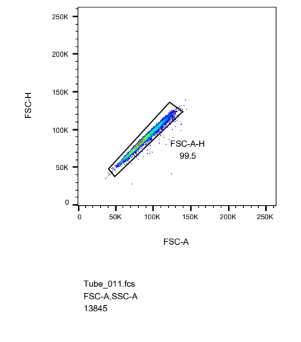 250K
200K
150K
100K
50K
0
FSC-H
FSC-A-H
99.5
0 50K 100K 150K 200K 250K
FSC-A
Tube_011.fcs
FSC-A,SSC-A
13845